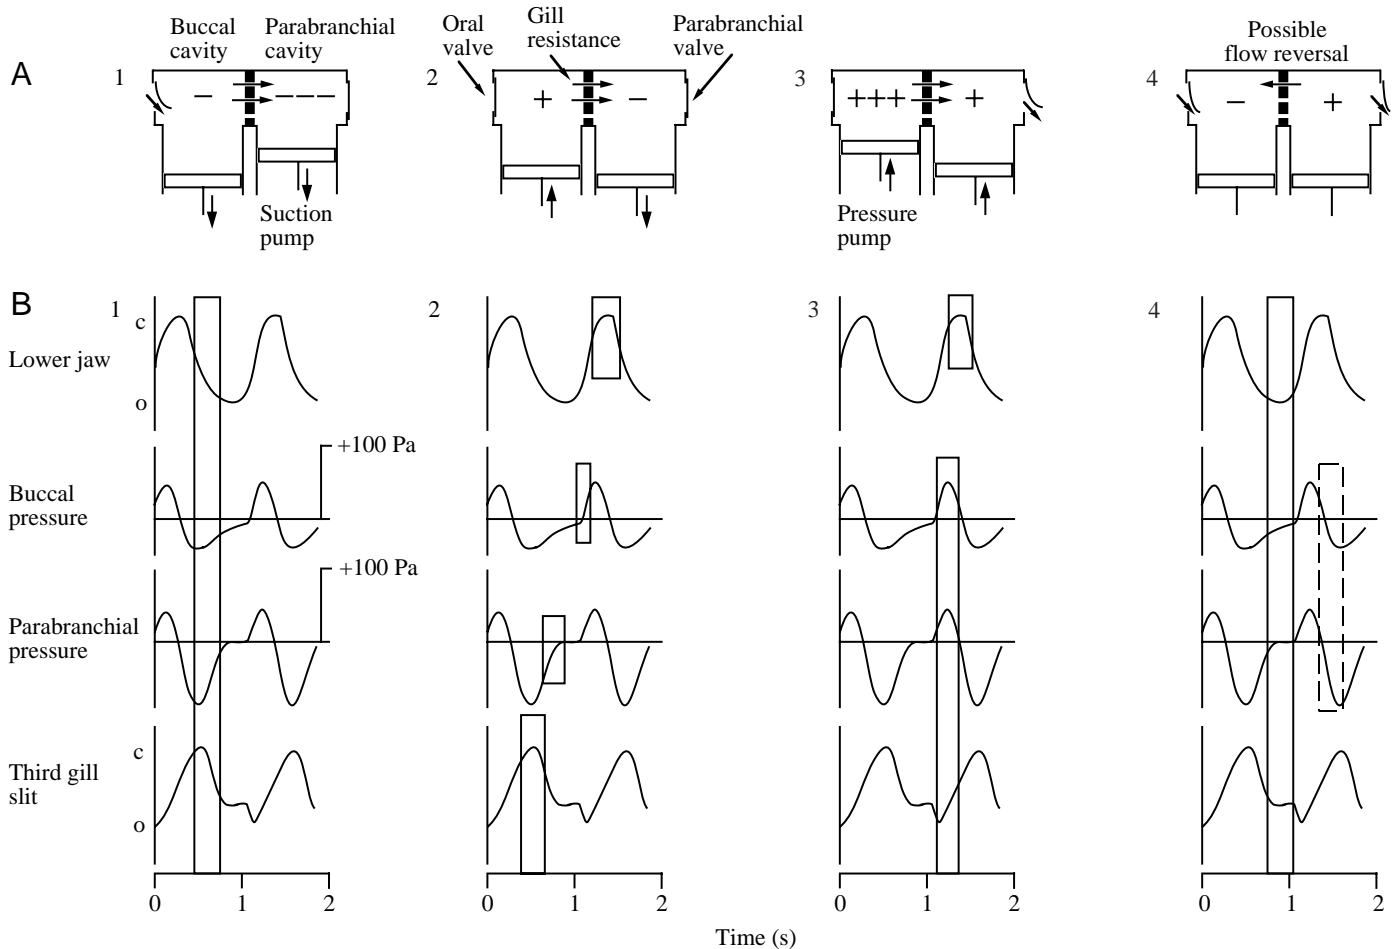 A
1
Buccal
cavity
Parabranchial
cavity
− −−−
Suction
pump
2
Oral
valve
Gill
resistance
Parabranchial
valve
+ −
3
+++ +
Pressure
pump
4
Possible
flow reversal
− +
B
1 2 3 4
c
Lower jaw
o
+100 Pa
Buccal
pressure
+100 Pa
Parabranchial
pressure
c
Third gill
slit
o
0 1 2 0 1 2 0 1 2 0 1 2
Time (s)